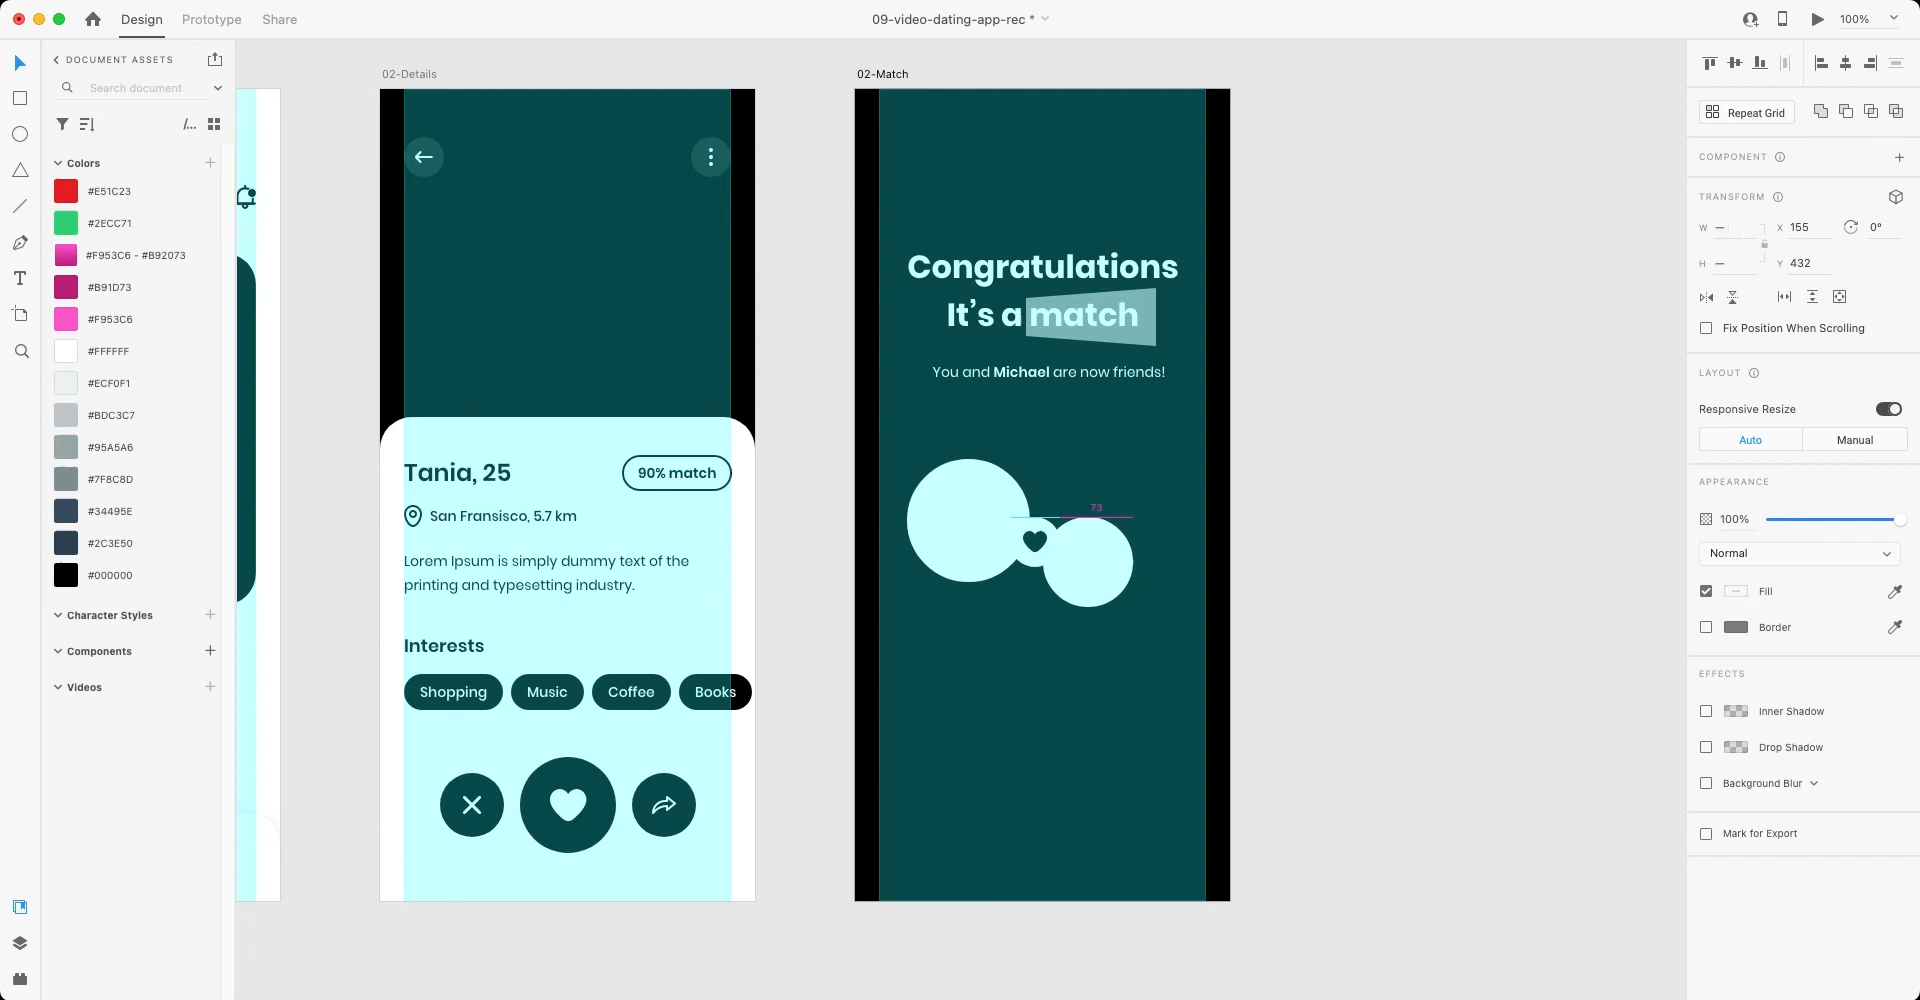 Design
Prototype
Share
09-video-dating-app-rec *
100%
DOCUMENT ASSETS
Search document
/...
Colors
#E51C23
#2ECC71
#F953C6 - #B92073
#B91D73
#F953C6
#FFFFFF
#ECF0F1
#BDC3C7
#95A5A6
#7F8C8D
#34495E
#2C3E50
#000000
Character Styles
Components
Videos
02-Details
Tania, 25
90% match
San Fransisco, 5.7 km
Lorem Ipsum is simply dummy text of the
printing and typesetting industry.
Interests
Shopping
Music
Coffee
Books
02-Match
Congratulations
It's a match
You and Michael are now friends!
73
Repeat Grid
COMPONENT
TRANSFORM
W –
X 155
0°
H –
Y 432
Fix Position When Scrolling
LAYOUT
Responsive Resize
Auto
Manual
APPEARANCE
100%
Normal
Fill
Border
EFFECTS
Inner Shadow
Drop Shadow
Background Blur
Mark for Export